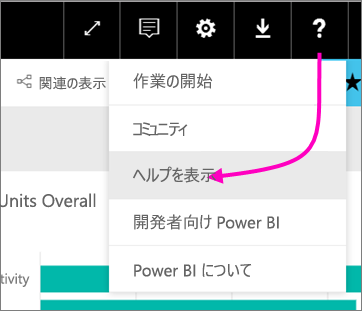 ?
関連の表示
作業の開始
コミュニティ
ヘルプを表示
Units Overall
開発者向け Power BI
tivity
Power BI について